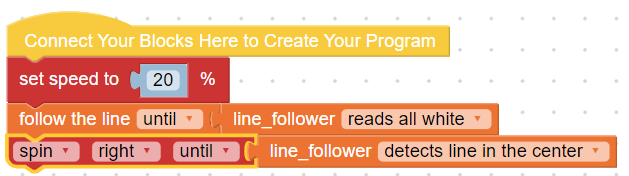 Connect Your Blocks Here to Create Your Program
set speed to 20 %
follow the line until line_follower reads all white
spin right until line_follower detects line in the center